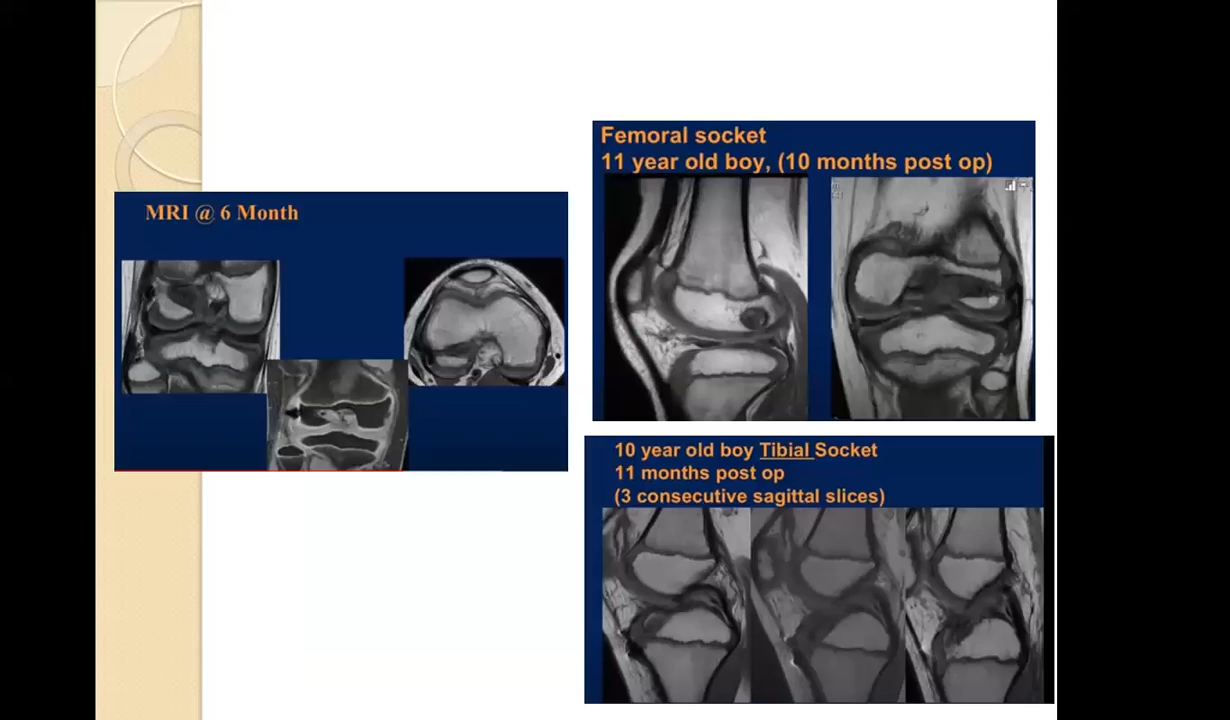 MRI @ 6 Month
Femoral socket
11 year old boy, (10 months post op)
10 year old boy Tibial Socket
11 months post op
(3 consecutive sagittal slices)